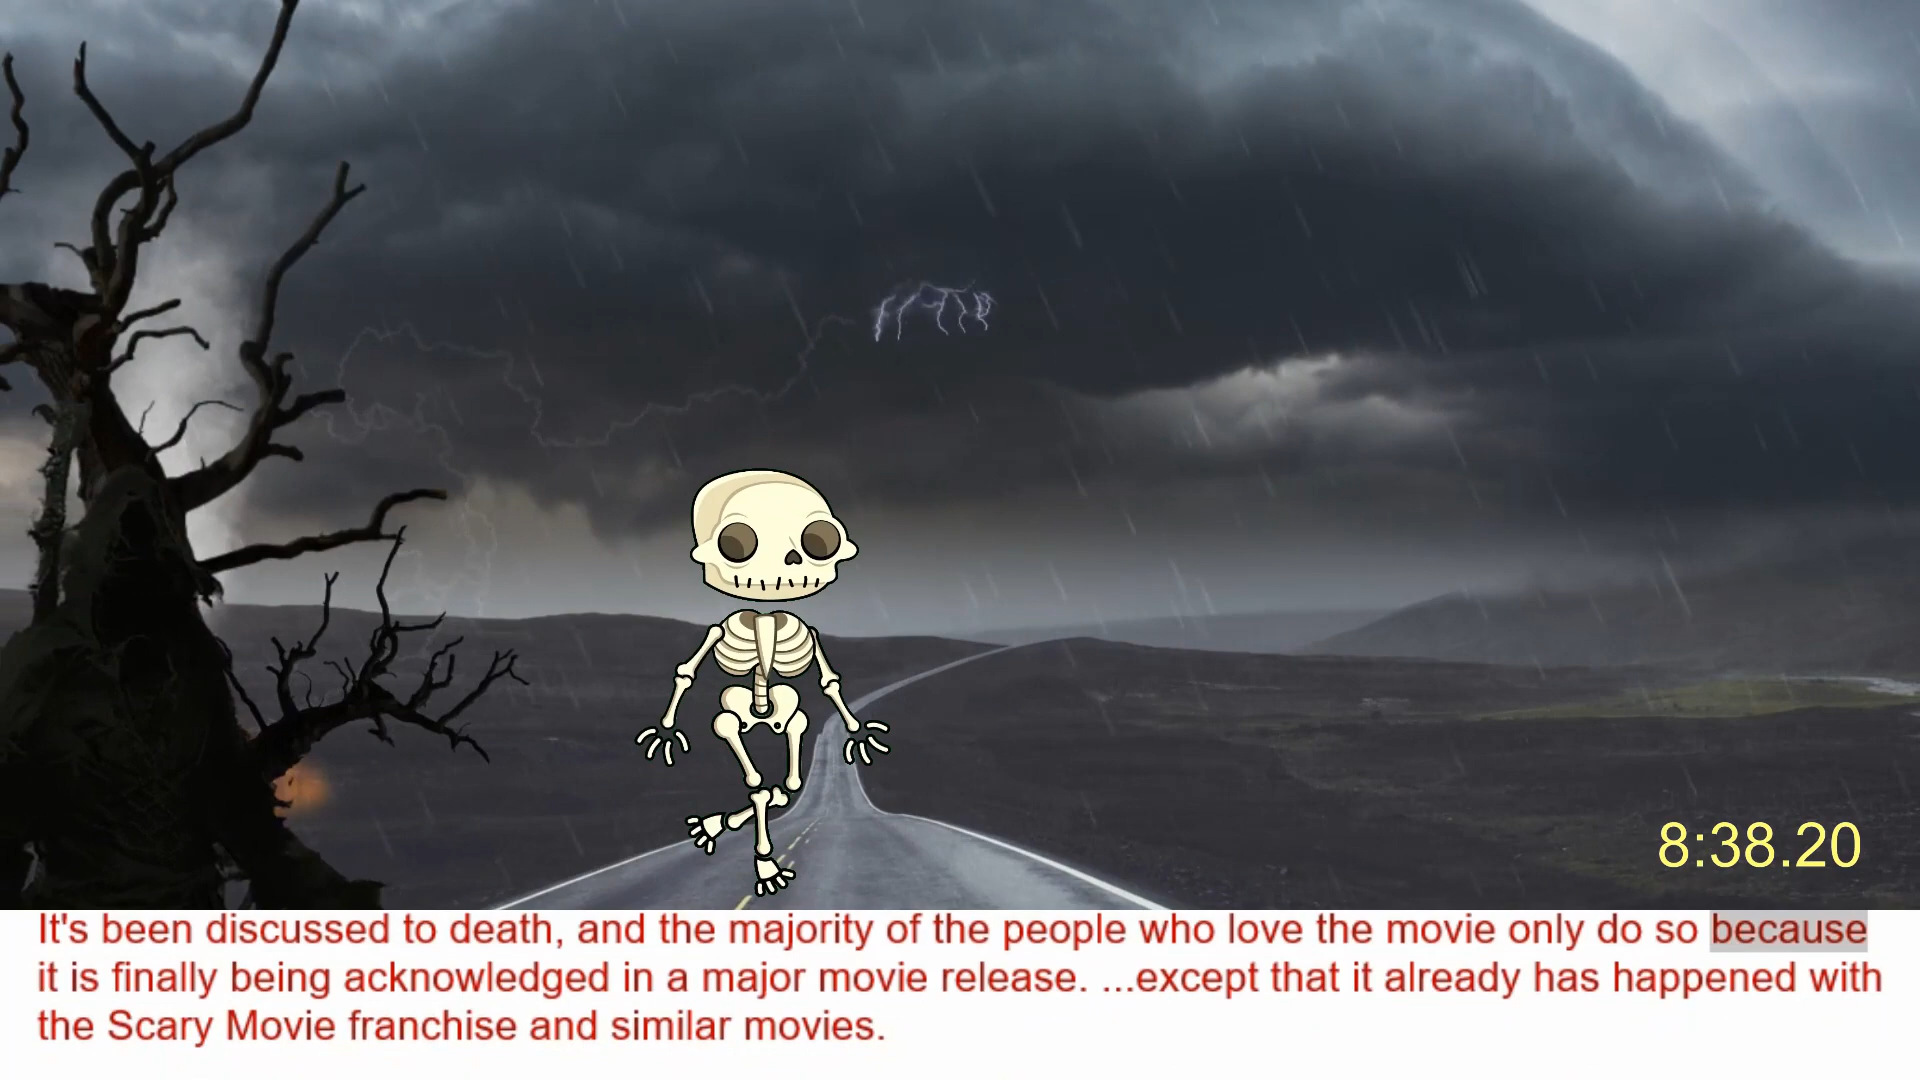 8:38.20
It's been discussed to death, and the majority of the people who love the movie only do so because
it is finally being acknowledged in a major movie release. ...except that it already has happened with
the Scary Movie franchise and similar movies.